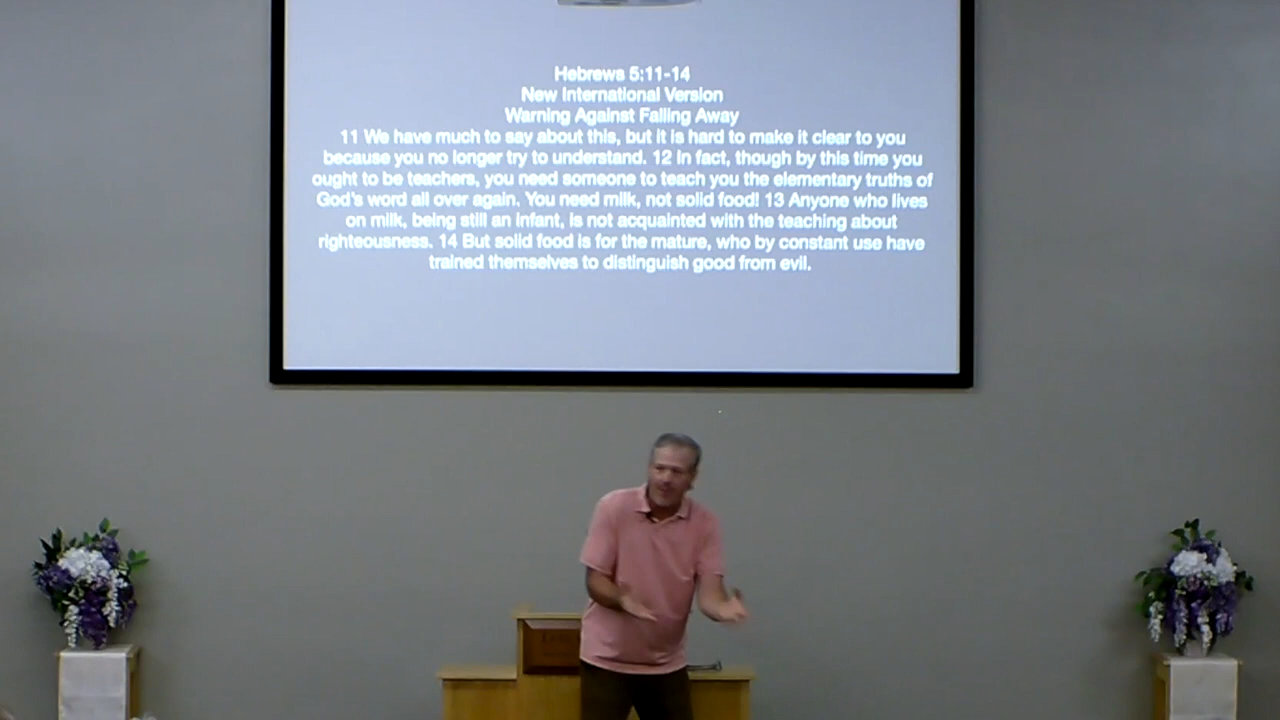 Hebrews 5:11-14
New International Version
Warning Against Falling Away
11 We have much to say about this, but it is hard to make it clear to you
because you no longer try to understand. 12 In fact, though by this time you
ought to be teachers, you need someone to teach you the elementary truths of
God's word all over again. You need milk, not solid food! 13 Anyone who lives
on milk, being still an infant, is not acquainted with the teaching about
righteousness. 14 But solid food is for the mature, who by constant use have
trained themselves to distinguish good from evil.